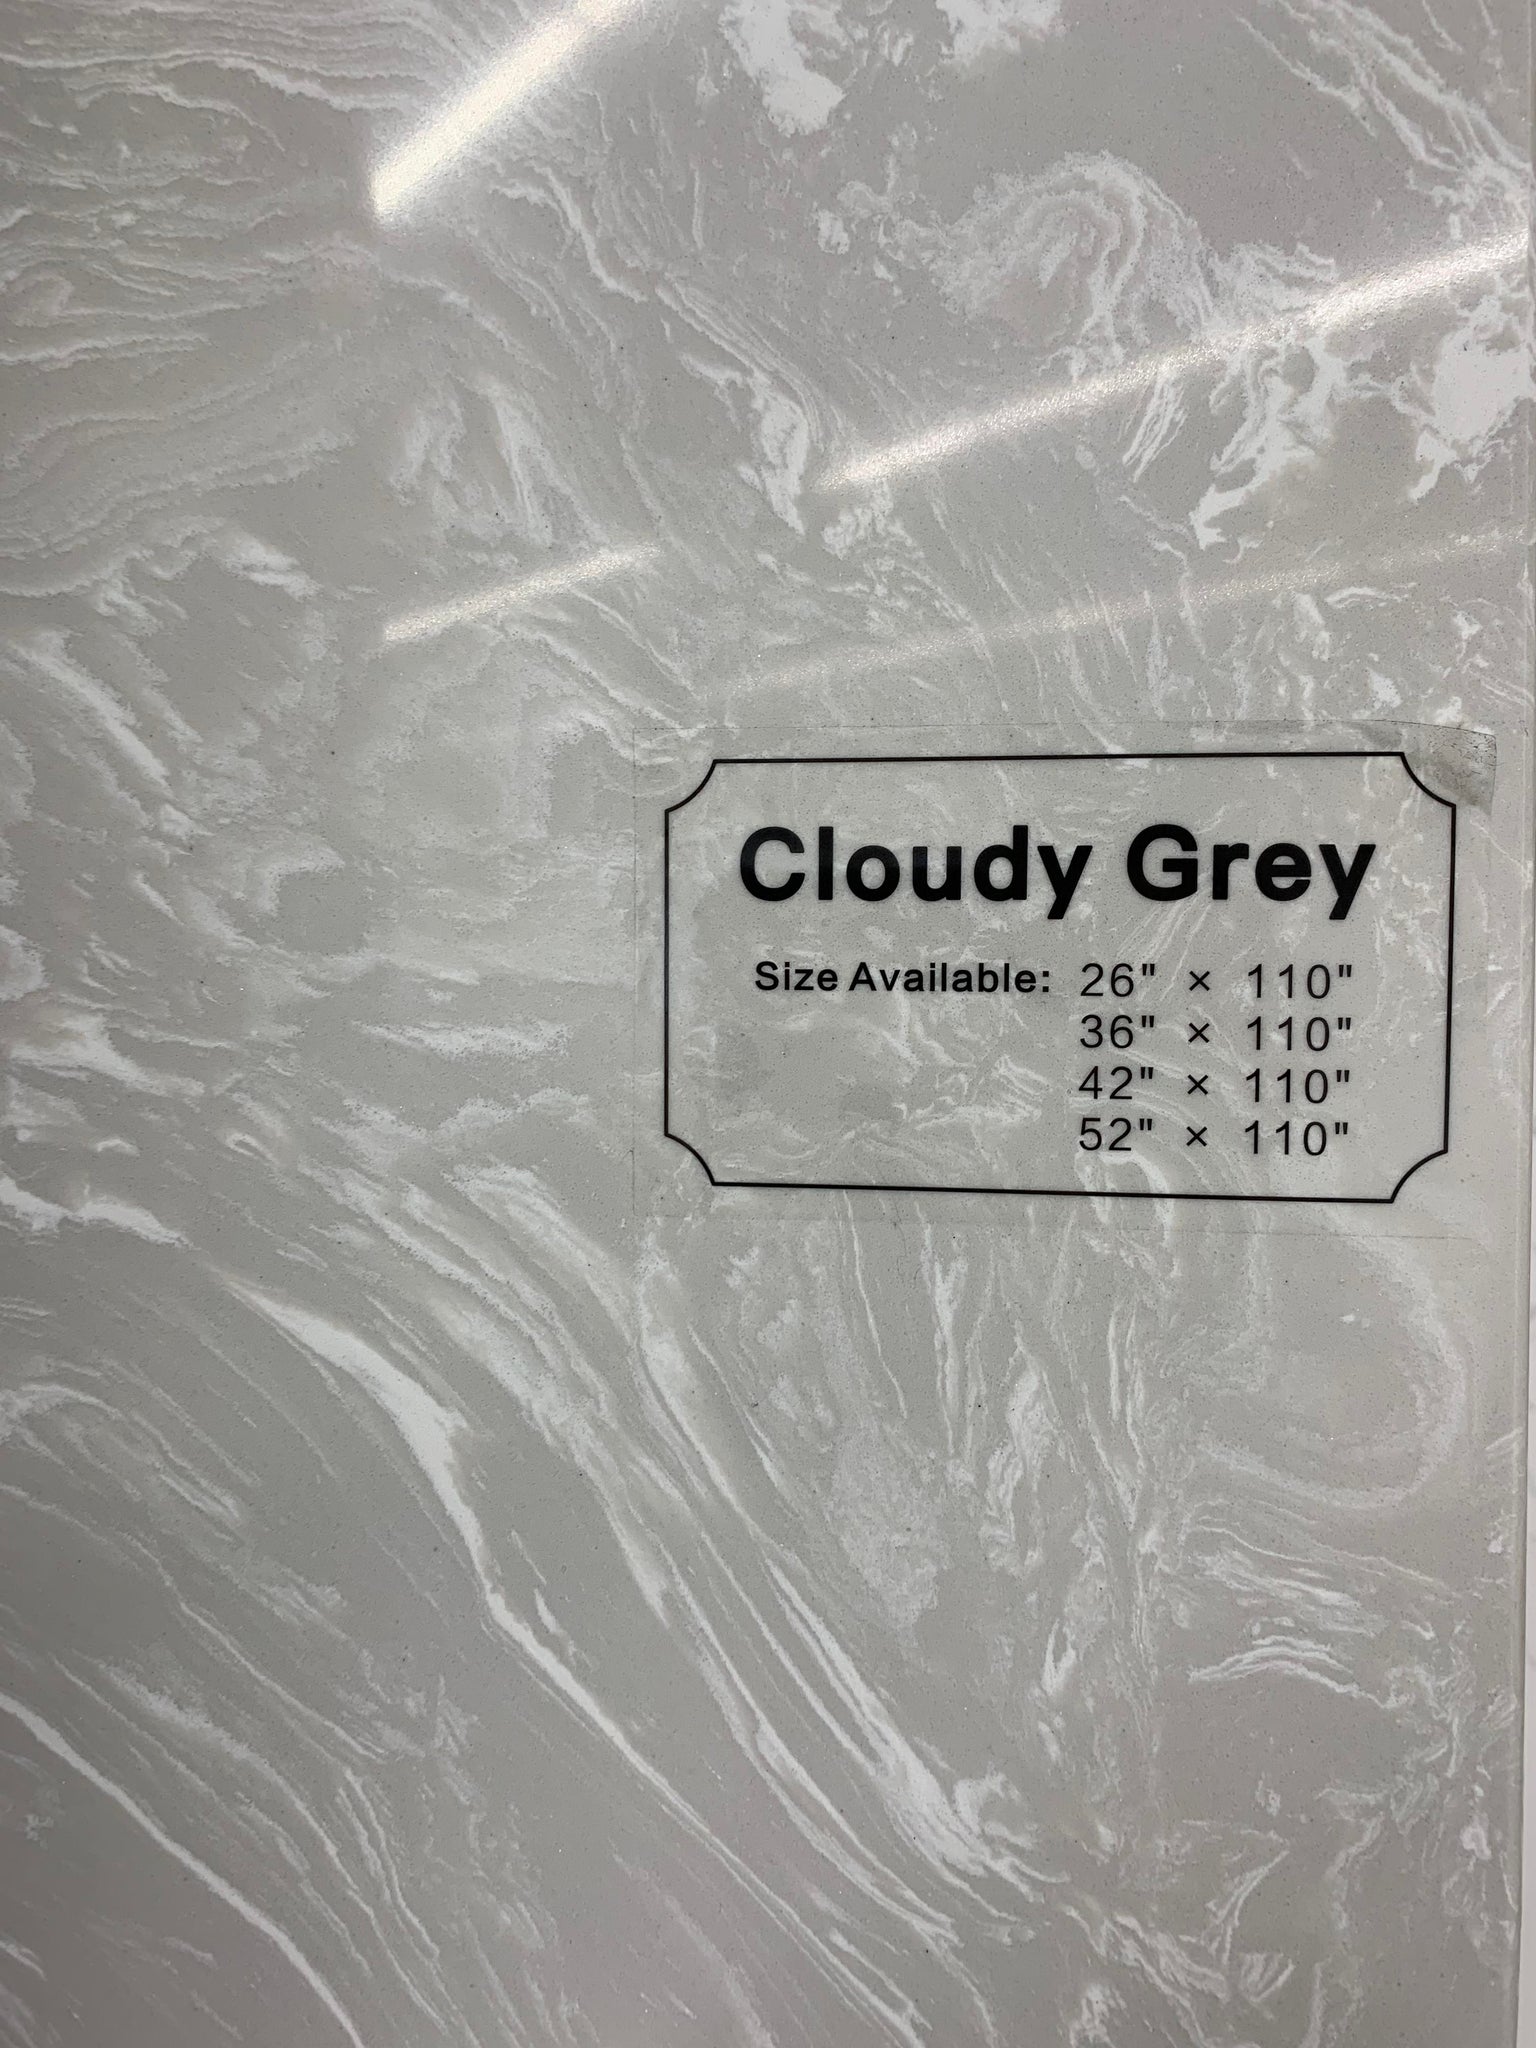 Cloudy Grey
Size Available: 26" × 110"
36" × 110"
42" × 110"
52" × 110"